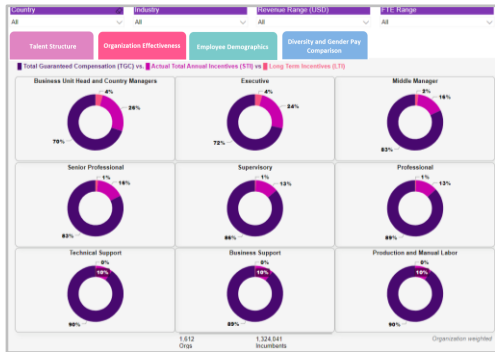 Country Industry Revenue Range (USD) FTE Range
All All All All
Talent Structure
Organization Effectiveness
Employee Demographics
Diversity and Gender Pay
Comparison
Total Guaranteed Compensation (TGC) vs. Actual Total Annual Incentives (STI) vs Long Term Incentives (LTI)
Business Unit Head and Country Managers Executive Middle Manager
4% 4% 2%
26% 24% 16%
70% 72% 83%
Senior Professional Supervisory Professional
1% 1% 1%
16% 13% 13%
83% 86% 86%
Technical Support Business Support Production and Manual Labor
0% 0% 0%
10% 10% 10%
90% 89% 90%
1,612 1,324,041
Orgs Incumbents
Organization weighted